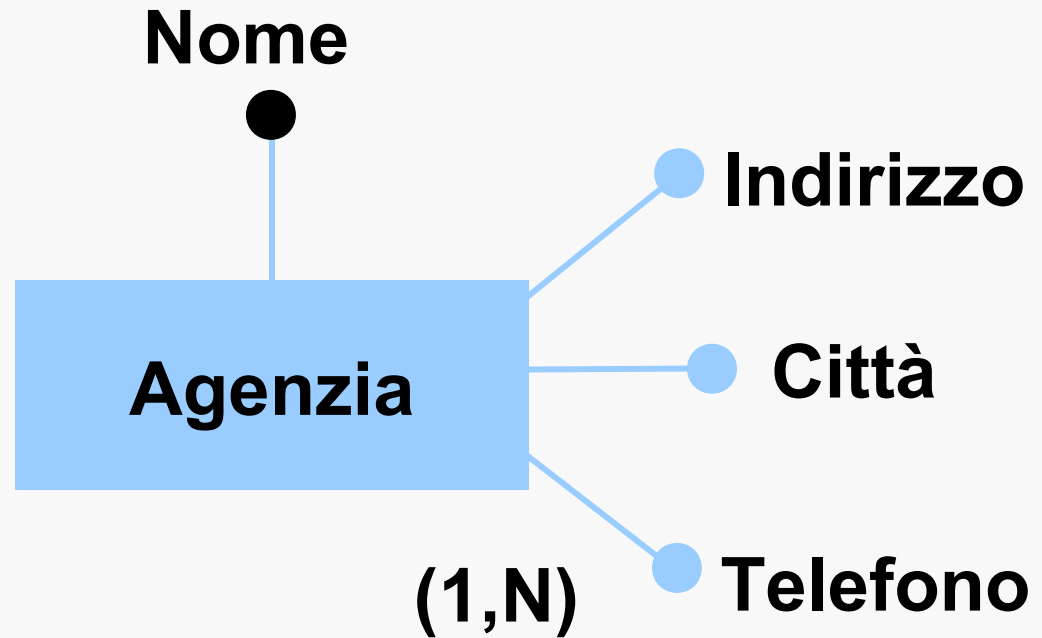 Nome
Indirizzo
Agenzia
Città
(1,N)
Telefono